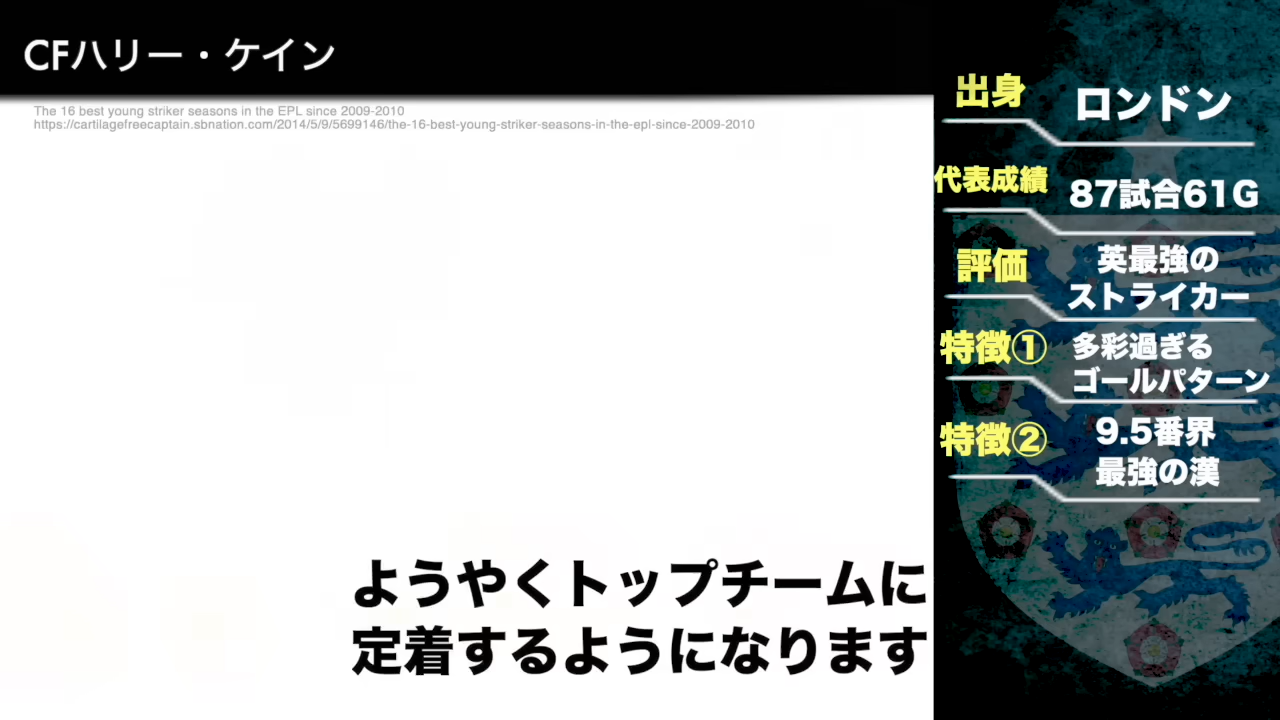 CFハリー・ケイン
The 16 best young striker seasons in the EPL since 2009-2010
https://cartilagefreecaptain.sbnation.com/2014/5/9/5699146/the-16-best-young-striker-seasons-in-the-epl-since-2009-2010
出身
ロンドン
代表成績
87試合61G
評価
英最強の
ストライカー
特徴①
多彩過ぎる
ゴールパターン
特徴②
9.5番界
最強の漢
ようやくトップチームに
定着するようになります